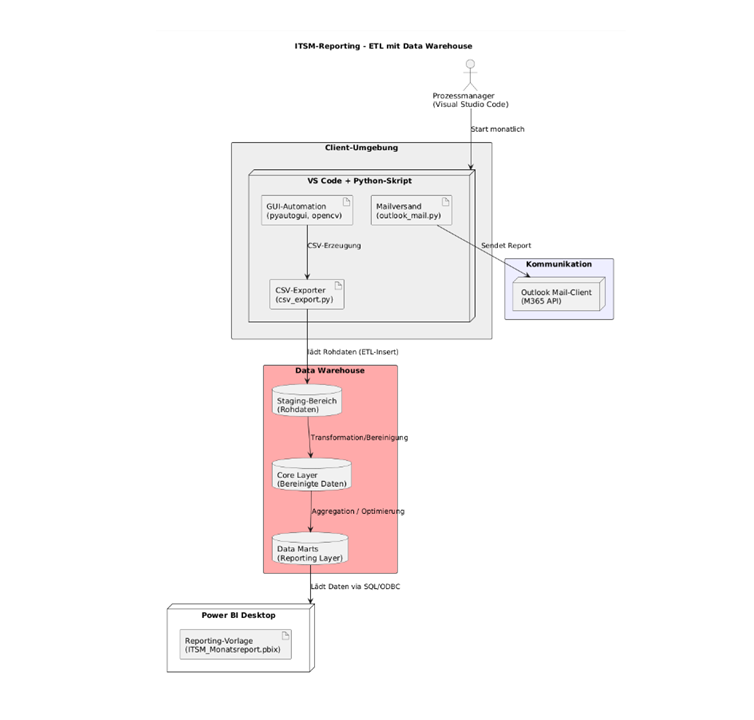 ITSM-Reporting - ETL mit Data Warehouse
Prozessmanager
(Visual Studio Code)
Start monatlich
Client-Umgebung
VS Code + Python-Skript
GUI-Automation
(pyautogui, opencv)
Mailversand
(outlook_mail.py)
CSV-Erzeugung
Sendet Report
Kommunikation
Outlook Mail-Client
(M365 API)
CSV-Exporter
(csv_export.py)
lädt Rohdaten (ETL-Insert)
Data Warehouse
Staging-Bereich
(Rohdaten)
Transformation/Bereinigung
Core Layer
(Bereinigte Daten)
Aggregation / Optimierung
Data Marts
(Reporting Layer)
Lädt Daten via SQL/ODBC
Power BI Desktop
Reporting-Vorlage
(ITSM_Monatsreport.pbix)